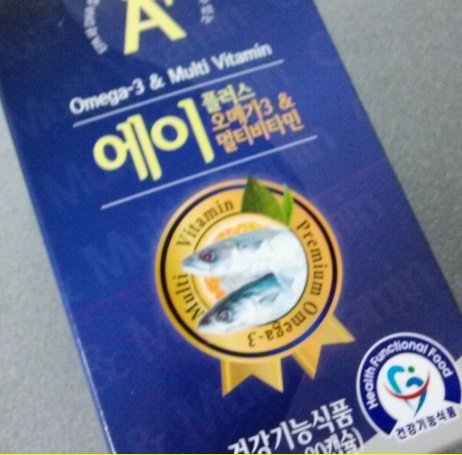 A+
Omega-3 & Multi Vitamin
에이
플러스
오메가3 &
멀티비타민
Multi Vitamin Premium Omega-3
Health Functional Food
건강기능식품
건강기능식품